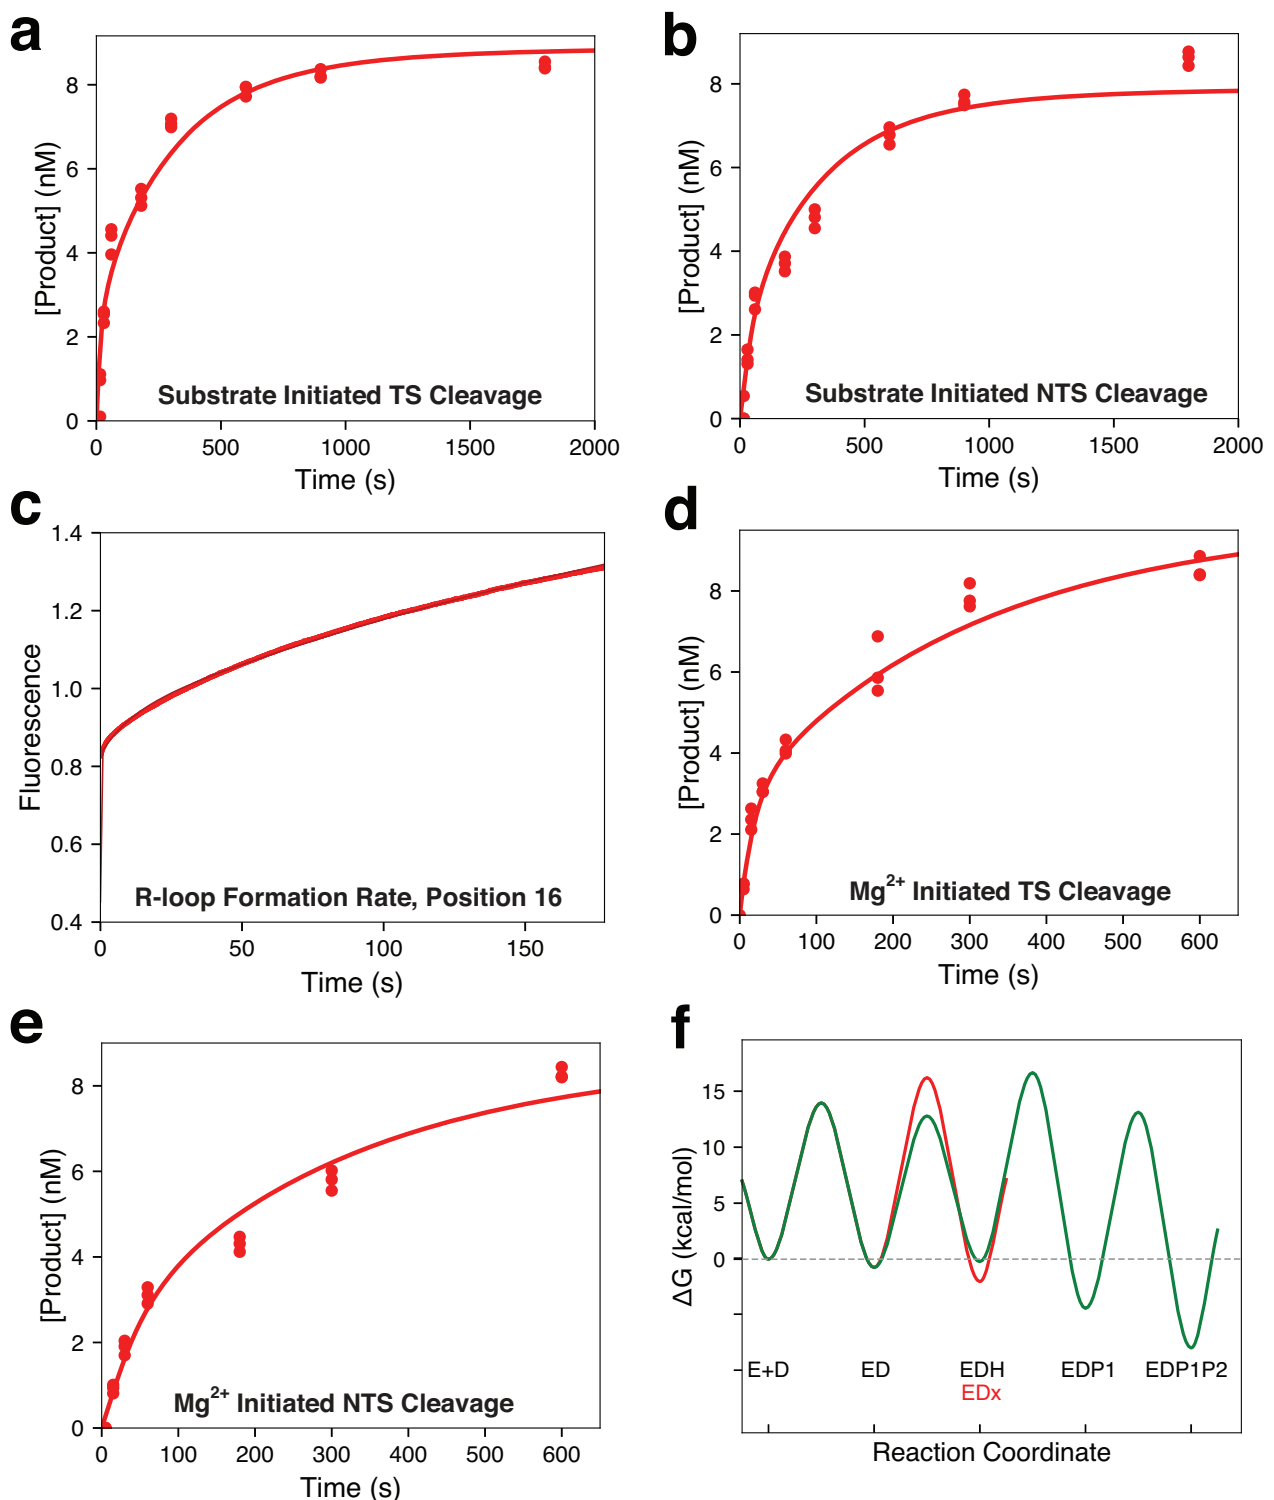 a
[Product] (nM)
8
6
4
2
0
Substrate Initiated TS Cleavage
0 500 1000 1500 2000
Time (s)
b
[Product] (nM)
8
6
4
2
0
Substrate Initiated NTS Cleavage
0 500 1000 1500 2000
Time (s)
c
Fluorescence
1.4
1.2
1.0
0.8
0.6
0.4
R-loop Formation Rate, Position 16
0 50 100 150
Time (s)
d
[Product] (nM)
8
6
4
2
0
Mg²⁺ Initiated TS Cleavage
0 100 200 300 400 500 600
Time (s)
e
[Product] (nM)
8
6
4
2
0
Mg²⁺ Initiated NTS Cleavage
0 100 200 300 400 500 600
Time (s)
f
ΔG (kcal/mol)
15
10
5
0
E+D ED EDH EDP1 EDP1P2
EDx
Reaction Coordinate